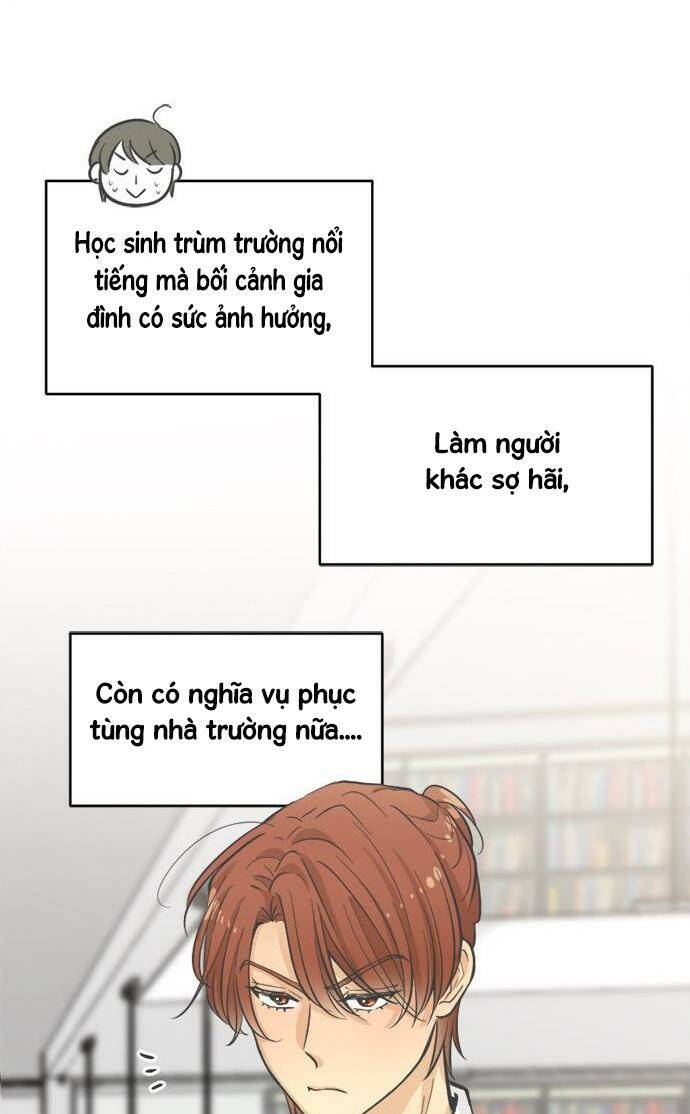 Học sinh trùm trường nổi
tiếng mà bối cảnh gia
đình có sức ảnh hưởng,
Làm người
khác sợ hãi,
Còn có nghĩa vụ phục
tùng nhà trường nữa....